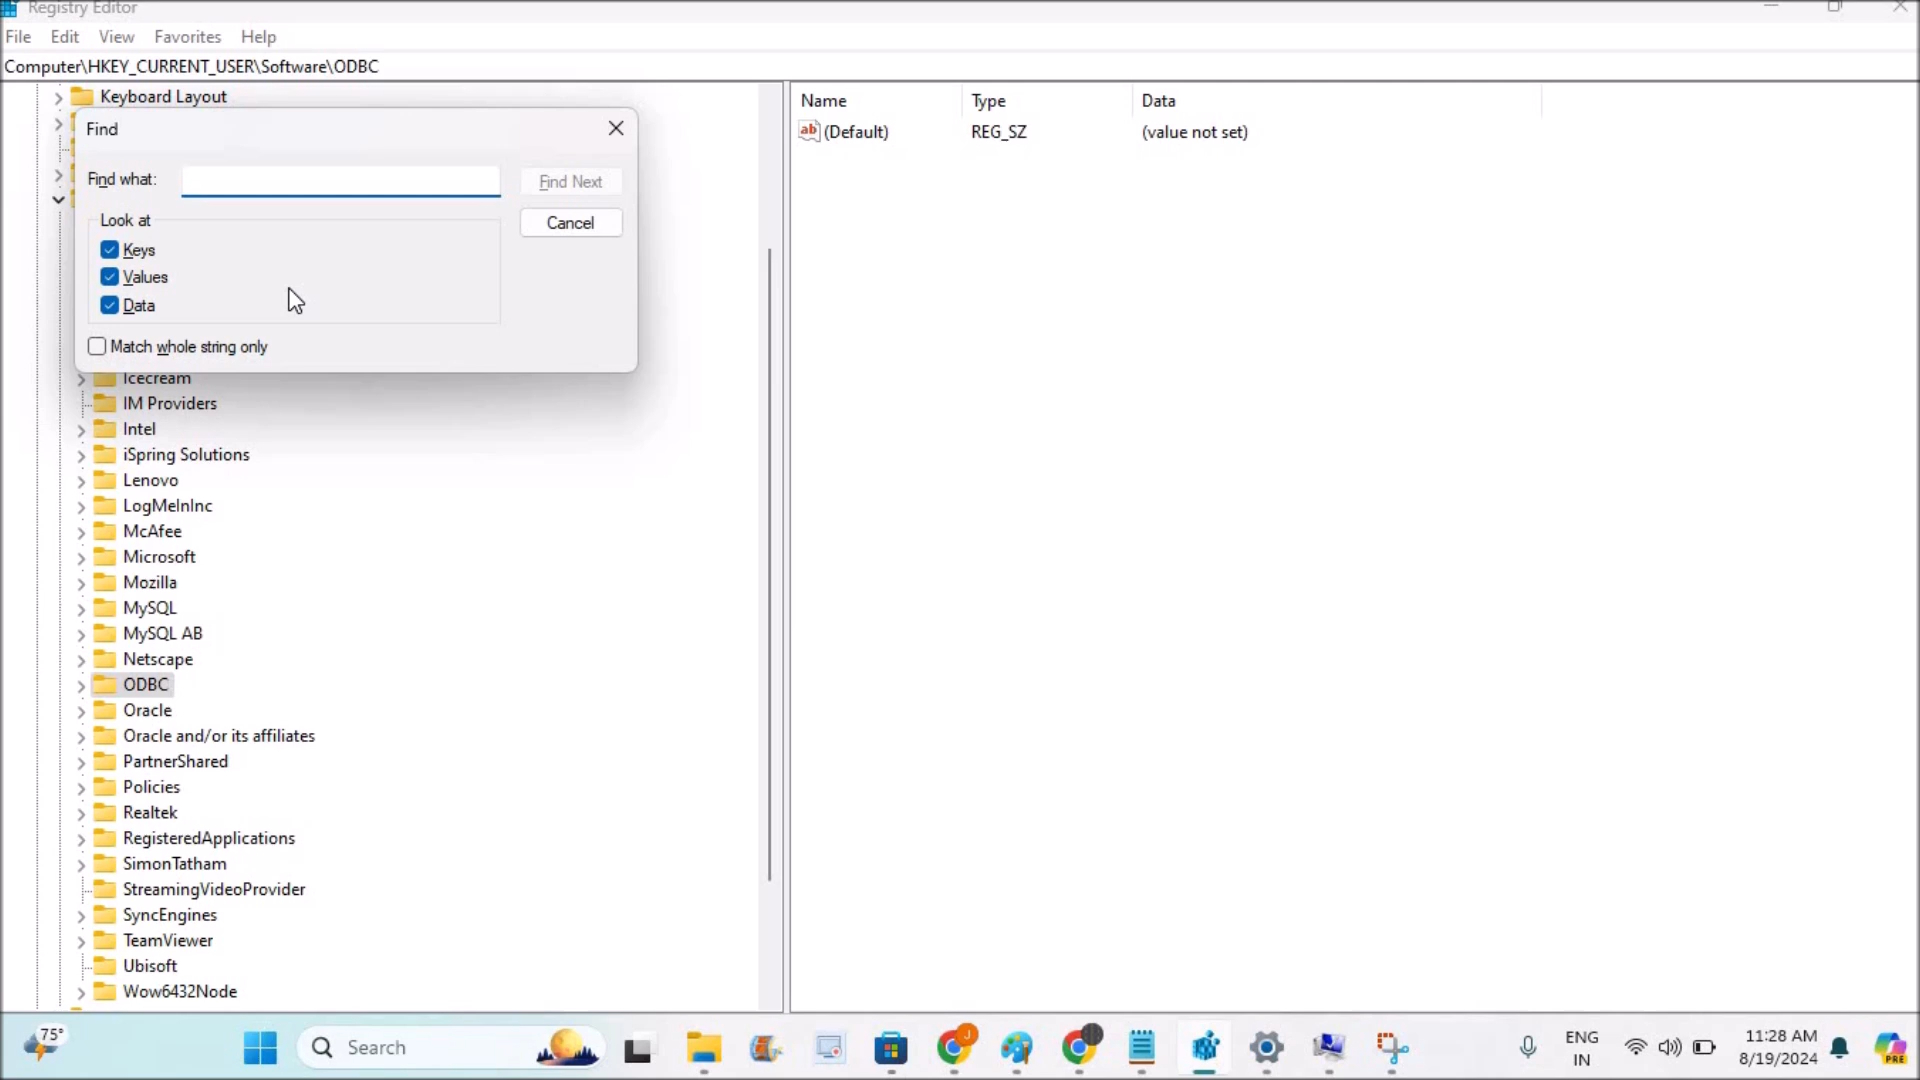 Registry Editor
File Edit View Favorites Help
Computer\HKEY_CURRENT_USER\Software\ODBC
Keyboard Layout
Find
Find what:
Find Next
Look at
Cancel
Keys
Values
Data
Match whole string only
Icecream
IM Providers
Intel
iSpring Solutions
Lenovo
LogMeInInc
McAfee
Microsoft
Mozilla
MySQL
MySQL AB
Netscape
ODBC
Oracle
Oracle and/or its affiliates
PartnerShared
Policies
Realtek
RegisteredApplications
SimonTatham
StreamingVideoProvider
SyncEngines
TeamViewer
Ubisoft
Wow6432Node
Name Type Data
ab (Default) REG_SZ (value not set)
75°
Search
J
ENG
IN
11:28 AM
8/19/2024
PRE